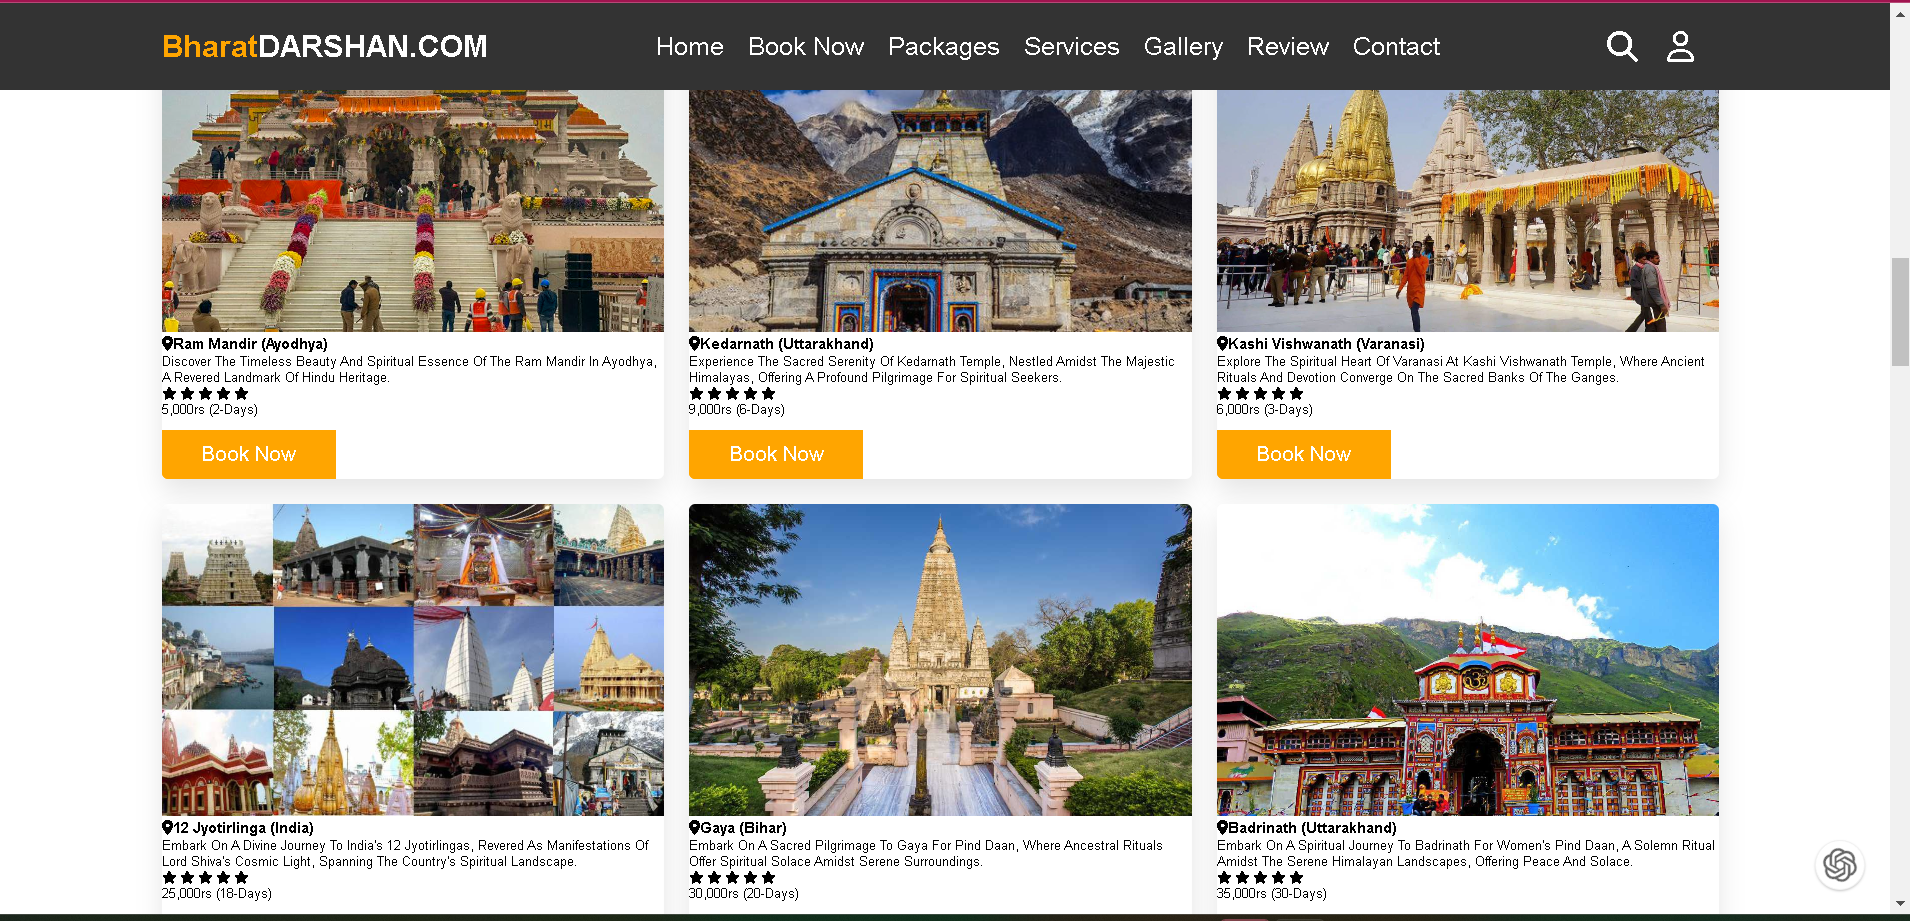 BharatDARSHAN.COM
Home Book Now Packages Services Gallery Review Contact
Ram Mandir (Ayodhya)
Discover The Timeless Beauty And Spiritual Essence Of The Ram Mandir In Ayodhya,
A Revered Landmark Of Hindu Heritage.
5,000rs (2-Days)
Book Now
Kedarnath (Uttarakhand)
Experience The Sacred Serenity Of Kedarnath Temple, Nestled Amidst The Majestic
Himalayas, Offering A Profound Pilgrimage For Spiritual Seekers.
9,000rs (6-Days)
Book Now
Kashi Vishwanath (Varanasi)
Explore The Spiritual Heart Of Varanasi At Kashi Vishwanath Temple, Where Ancient
Rituals And Devotion Converge On The Sacred Banks Of The Ganges.
6,000rs (3-Days)
Book Now
12 Jyotirlinga (India)
Embark On A Divine Journey To India's 12 Jyotirlingas, Revered As Manifestations Of
Lord Shiva's Cosmic Light, Spanning The Country's Spiritual Landscape.
25,000rs (18-Days)
Gaya (Bihar)
Embark On A Sacred Pilgrimage To Gaya For Pind Daan, Where Ancestral Rituals
Offer Spiritual Solace Amidst Serene Surroundings.
30,000rs (20-Days)
Badrinath (Uttarakhand)
Embark On A Spiritual Journey To Badrinath For Women's Pind Daan, A Solemn Ritual
Amidst The Serene Himalayan Landscapes, Offering Peace And Solace.
35,000rs (30-Days)